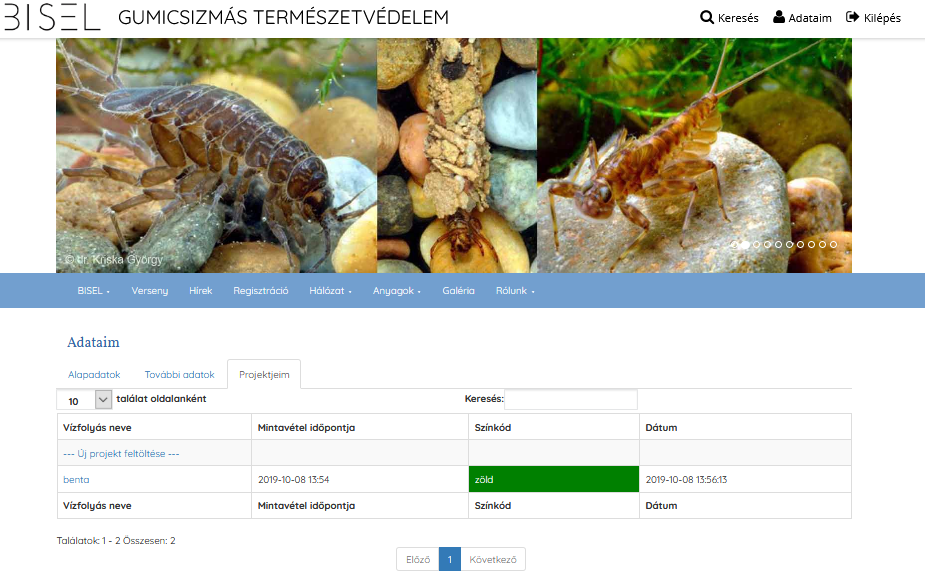 BISEL GUMICSIZMÁS TERMÉSZETVÉDELEM Keresés Adataim Kilépés
© dr. Kriska György
BISEL Verseny Hírek Regisztráció Hálózat Anyagok Galéria Rólunk
Adataim
Alapadatok További adatok Projektjeim
10 találat oldalanként Keresés:
Vízfolyás neve Mintavétel időpontja Színkód Dátum
--- Új projekt feltöltése ---
benta 2019-10-08 13:54 zöld 2019-10-08 13:56:13
Vízfolyás neve Mintavétel időpontja Színkód Dátum
Találatok: 1 - 2 Összesen: 2
Előző 1 Következő